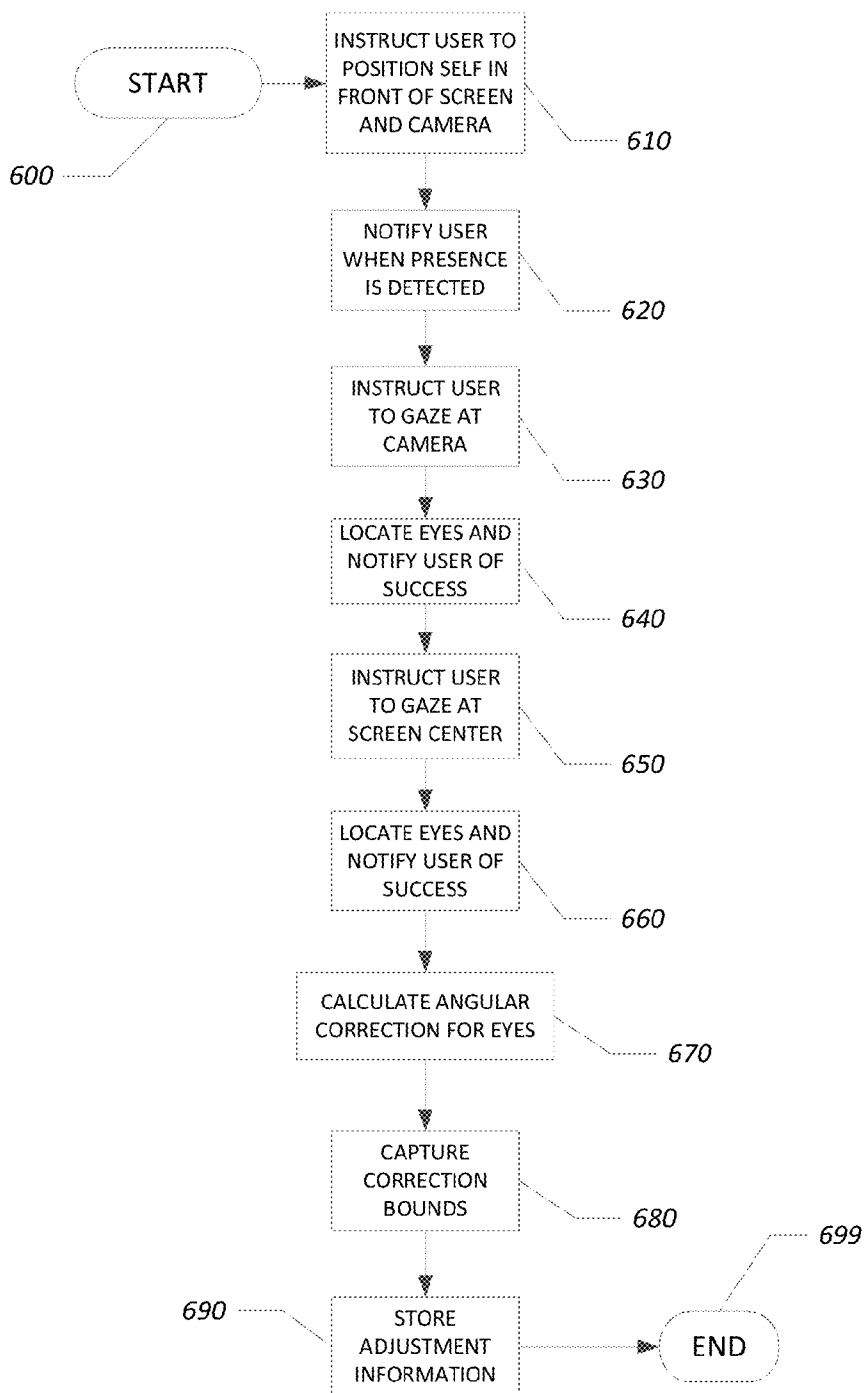 START
600
INSTRUCT USER TO
POSITION SELF IN
FRONT OF SCREEN
AND CAMERA
610
NOTIFY USER
WHEN PRESENCE
IS DETECTED
620
INSTRUCT USER
TO GAZE AT
CAMERA
630
LOCATE EYES AND
NOTIFY USER OF
SUCCESS
640
INSTRUCT USER
TO GAZE AT
SCREEN CENTER
650
LOCATE EYES AND
NOTIFY USER OF
SUCCESS
660
CALCULATE ANGULAR
CORRECTION FOR EYES
670
CAPTURE
CORRECTION
BOUNDS
680
690
STORE
ADJUSTMENT
INFORMATION
699
END